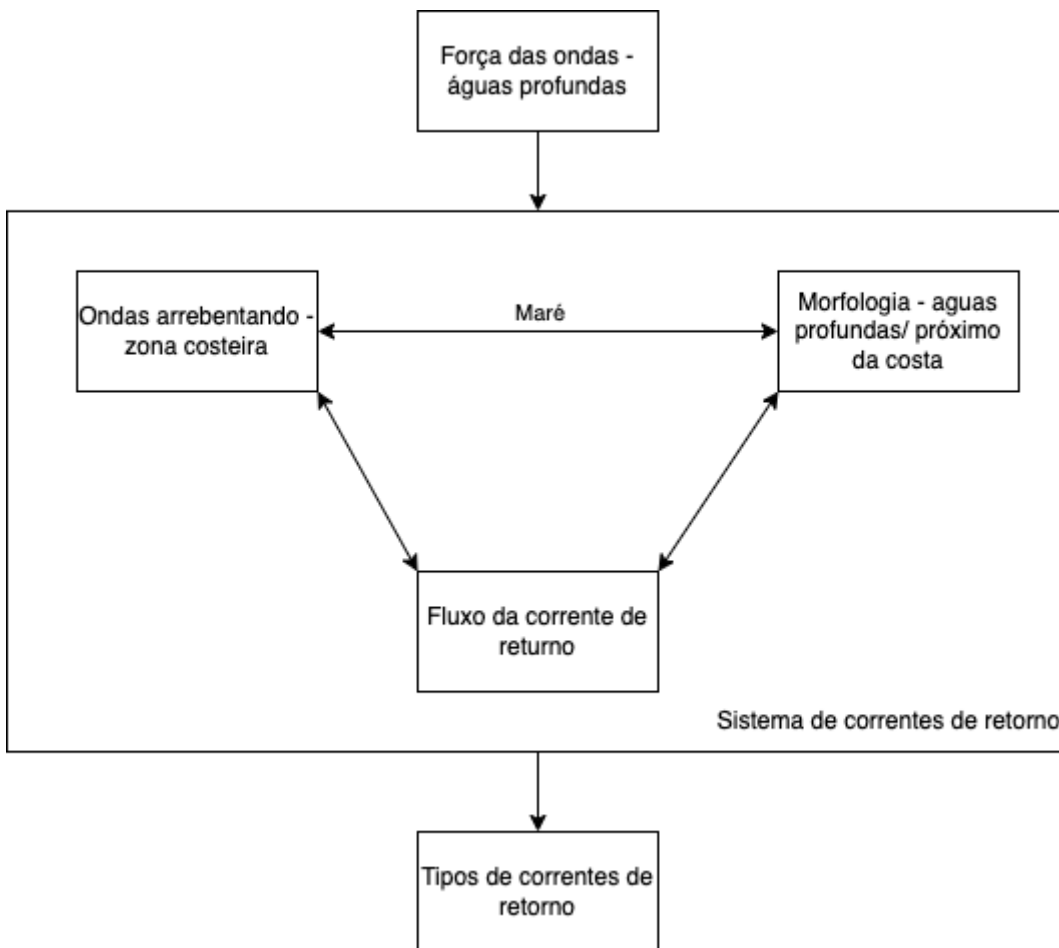 Força das ondas -
águas profundas
Ondas arrebentando -
zona costeira
Maré
Morfologia - aguas
profundas/ próximo
da costa
Fluxo da corrente de
returno
Sistema de correntes de retorno
Tipos de correntes de
retorno